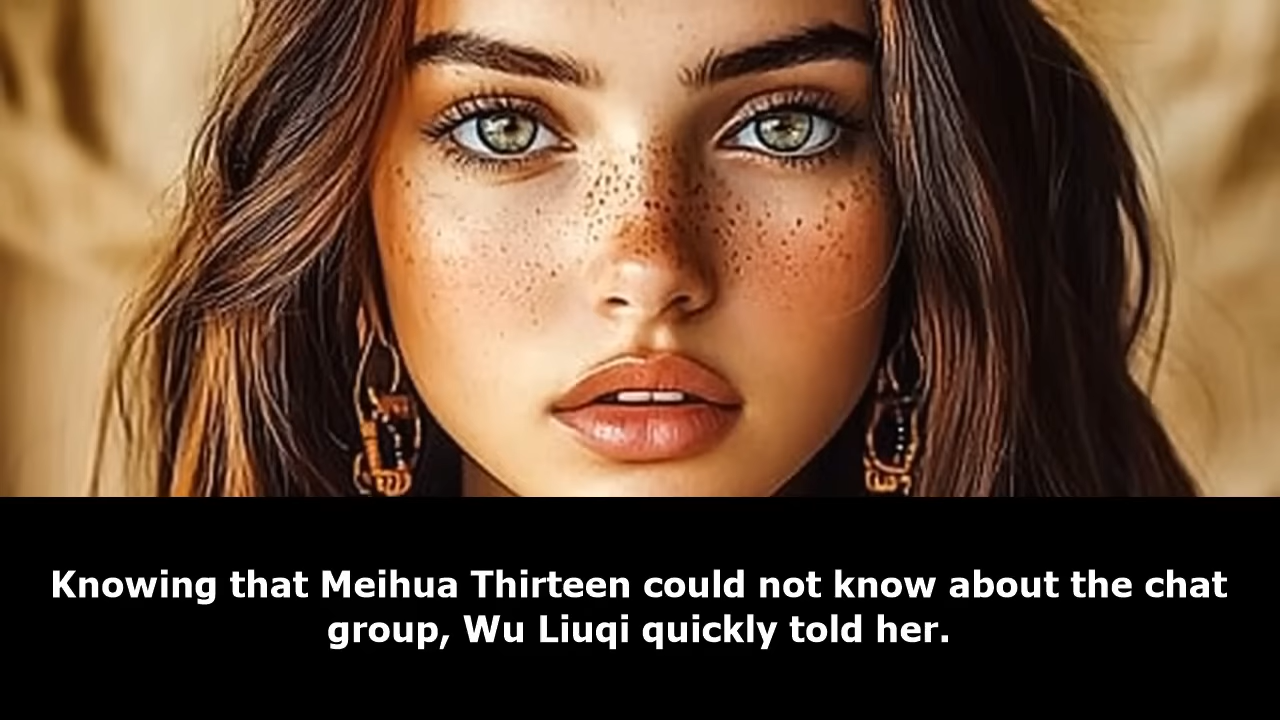 Knowing that Meihua Thirteen could not know about the chat
group, Wu Liuqi quickly told her.